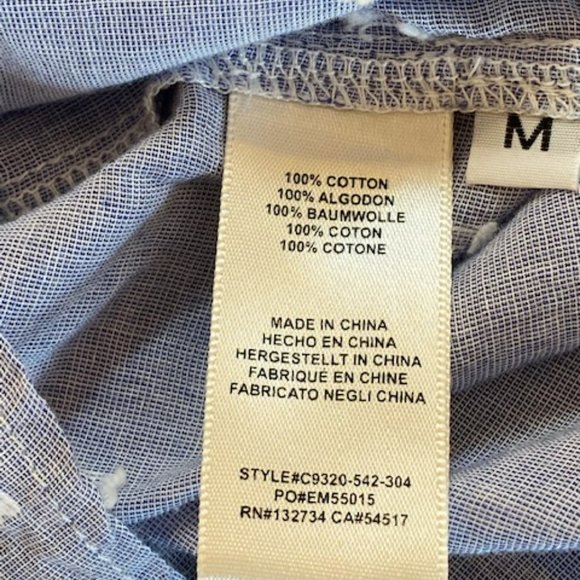 M
100% COTTON
100% ALGODON
100% BAUMWOLLE
100% COTON
100% COTONE
MADE IN CHINA
HECHO EN CHINA
HERGESTELLT IN CHINA
FABRIQUÉ EN CHINE
FABRICATO NEGLI CHINA
STYLE#C9320-542-304
PO#EM55015
RN#132734 CA#54517